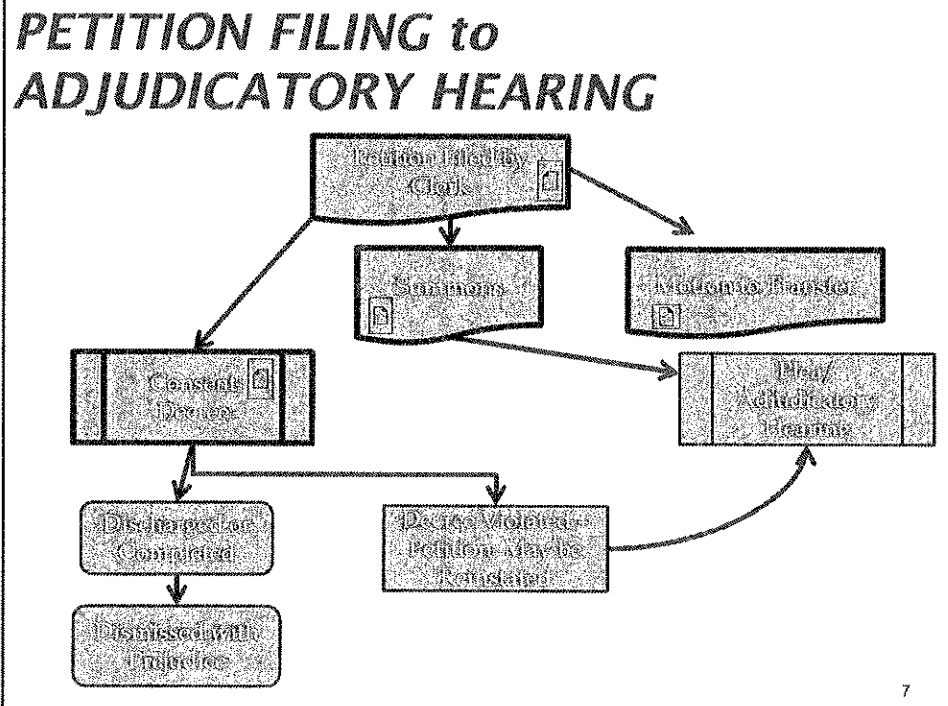 PETITION FILING to
ADJUDICATORY HEARING
Petition Filed by
Clerk
Summons
Motion to Transfer
Consent
Decree
Plea/
Adjudicatory
Hearing
Discharged or
Completed
Decree Violated-
Petition May be
Reinstated
Dismissed with
Prejudice
7